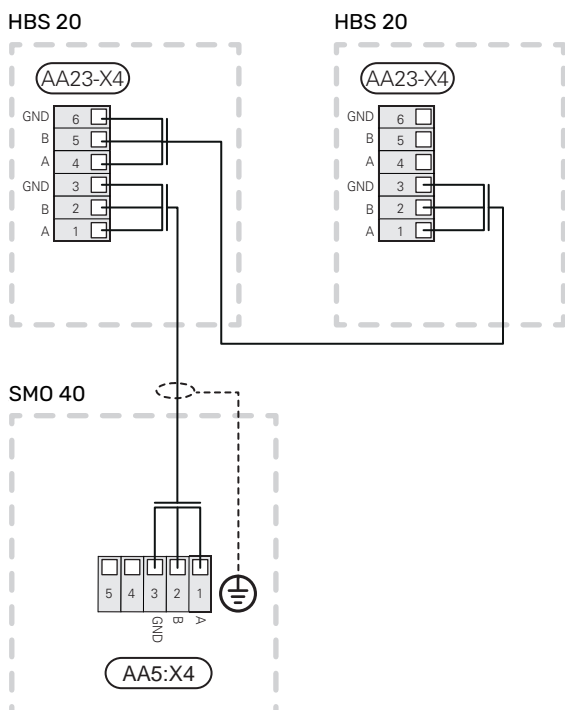 HBS 20
HBS 20
AA23-X4
AA23-X4
GND 6
B 5
A 4
GND 3
B 2
A 1
GND 6
B 5
A 4
GND 3
B 2
A 1
SMO 40
5 4 3 2 1
GND B A
AA5:X4